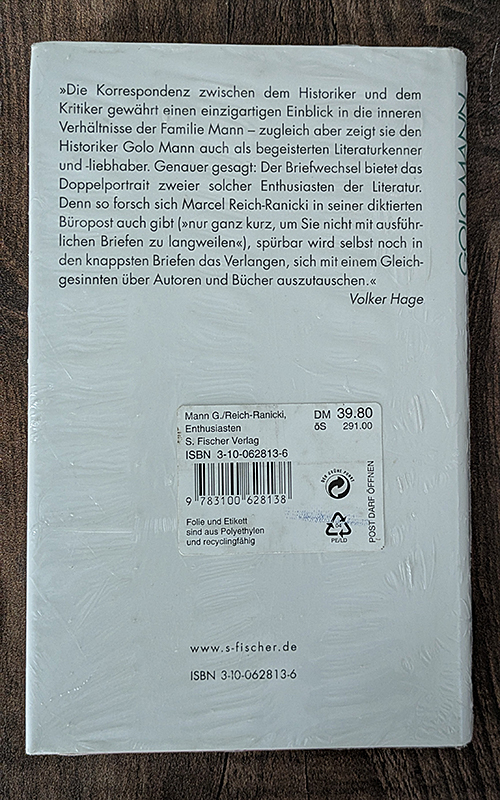 »Die Korrespondenz zwischen dem Historiker und dem
Kritiker gewährt einen einzigartigen Einblick in die inneren
Verhältnisse der Familie Mann – zugleich aber zeigt sie den
Historiker Golo Mann auch als begeisterten Literaturkenner
und -liebhaber. Genauer gesagt: Der Briefwechsel bietet das
Doppelportrait zweier solcher Enthusiasten der Literatur.
Denn so forsch sich Marcel Reich-Ranicki in seiner diktierten
Büropost auch gibt (»nur ganz kurz, um Sie nicht mit ausführ-
lichen Briefen zu langweilen«), spürbar wird selbst noch in
den knappsten Briefen das Verlangen, sich mit einem Gleich-
gesinnten über Autoren und Bücher auszutauschen.«
Volker Hage
GOLO MANN
Mann G./Reich-Ranicki,
Enthusiasten
S. Fischer Verlag
ISBN 3-10-062813-6
DM 39.80
öS 291.00
9 783100 628138
DER GRÜNE PUNKT
POST DARF ÖFFNEN
Folie und Etikett
sind aus Polyethylen
und recyclingfähig
04
PE/LD
www.s-fischer.de
ISBN 3-10-062813-6